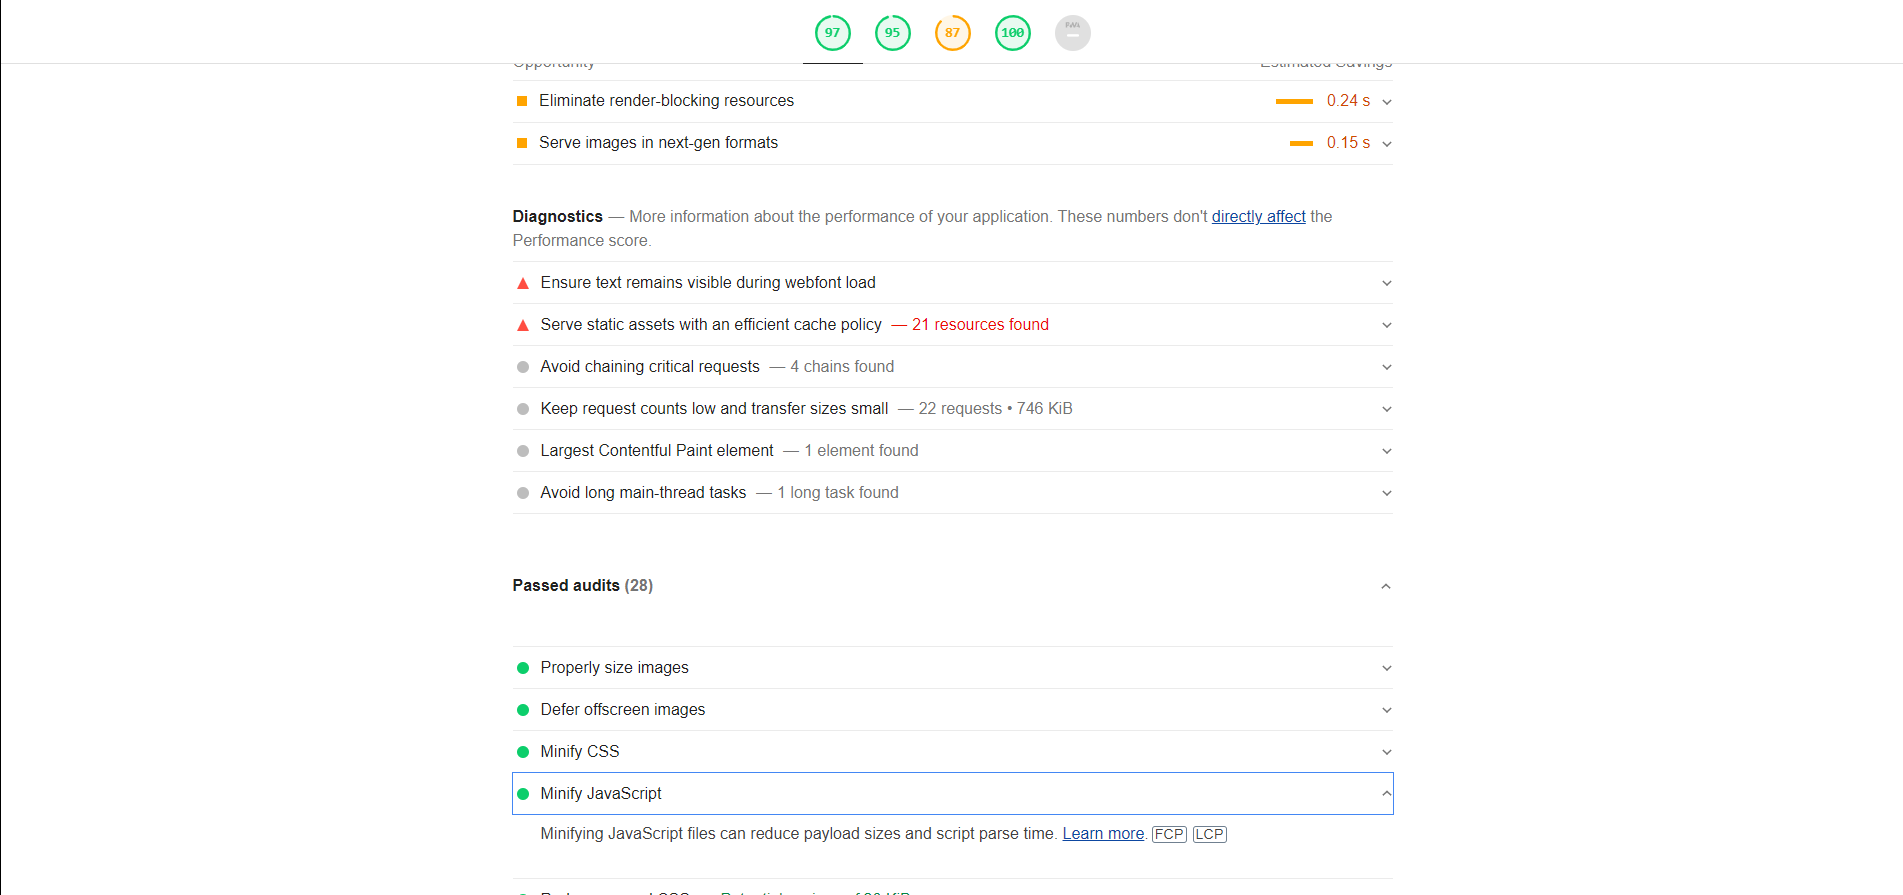 97 95 87 100 PWA
Opportunity Estimated Savings
Eliminate render-blocking resources 0.24 s
Serve images in next-gen formats 0.15 s
Diagnostics — More information about the performance of your application. These numbers don't directly affect the
Performance score.
Ensure text remains visible during webfont load
Serve static assets with an efficient cache policy — 21 resources found
Avoid chaining critical requests — 4 chains found
Keep request counts low and transfer sizes small — 22 requests • 746 KiB
Largest Contentful Paint element — 1 element found
Avoid long main-thread tasks — 1 long task found
Passed audits (28)
Properly size images
Defer offscreen images
Minify CSS
Minify JavaScript
Minifying JavaScript files can reduce payload sizes and script parse time. Learn more. FCP LCP